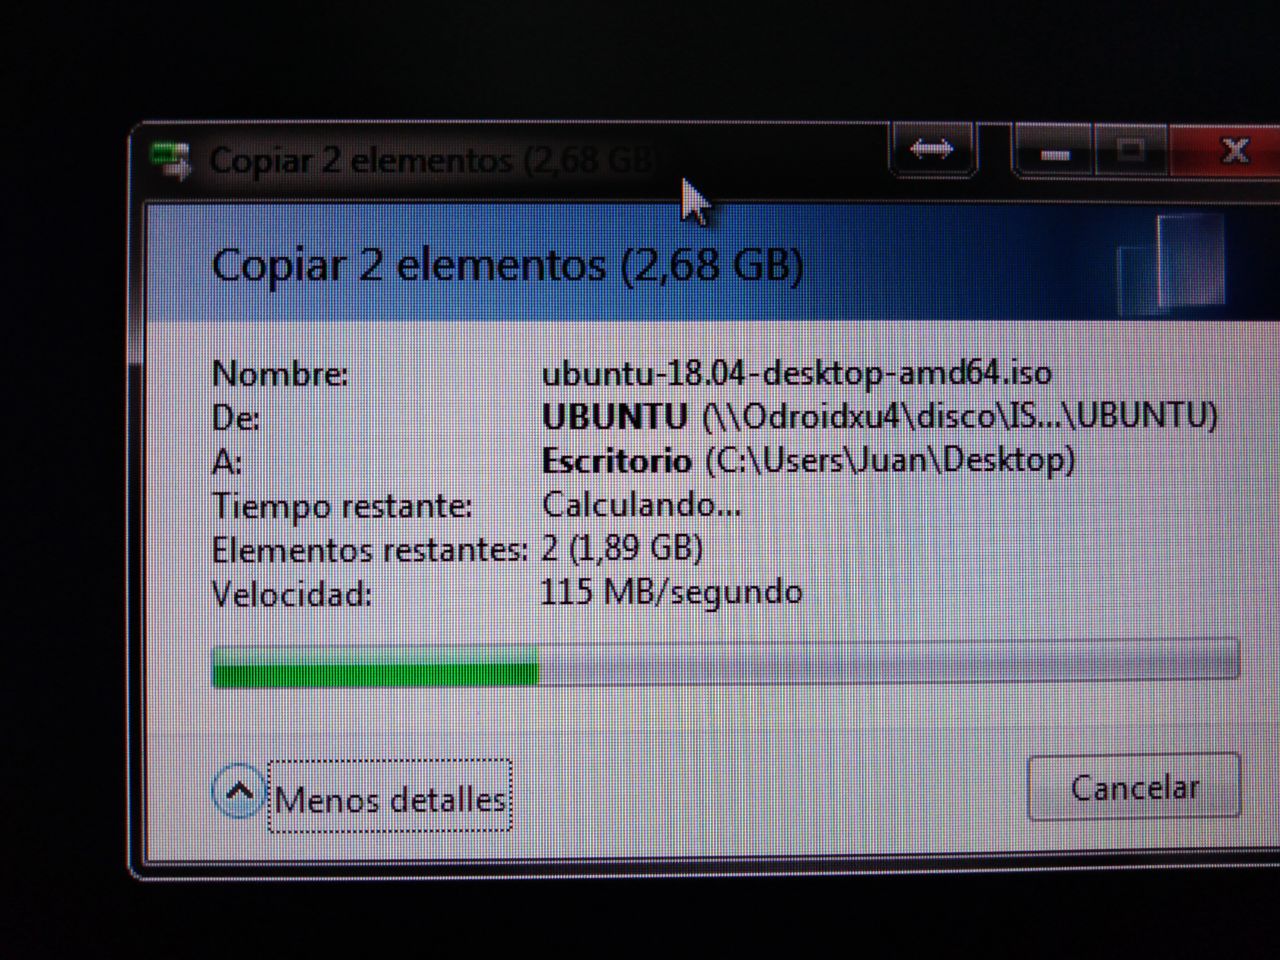 Copiar 2 elementos (2,68 GB)
Copiar 2 elementos (2,68 GB)
Nombre: ubuntu-18.04-desktop-amd64.iso
De: UBUNTU (\\Odroidxu4\disco\IS...\UBUNTU)
A: Escritorio (C:\Users\Juan\Desktop)
Tiempo restante: Calculando...
Elementos restantes: 2 (1,89 GB)
Velocidad: 115 MB/segundo
Menos detalles
Cancelar